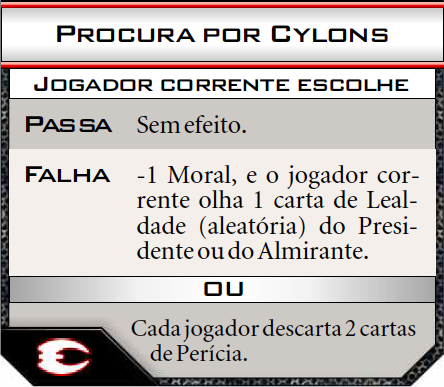 PROCURA POR CYLONS
JOGADOR CORRENTE ESCOLHE
PASSA Sem efeito.
FALHA -1 Moral, e o jogador cor-
rente olha 1 carta de Leal-
dade (aleatória) do Presi-
dente ou do Almirante.
OU
Cada jogador descarta 2 cartas
de Perícia.